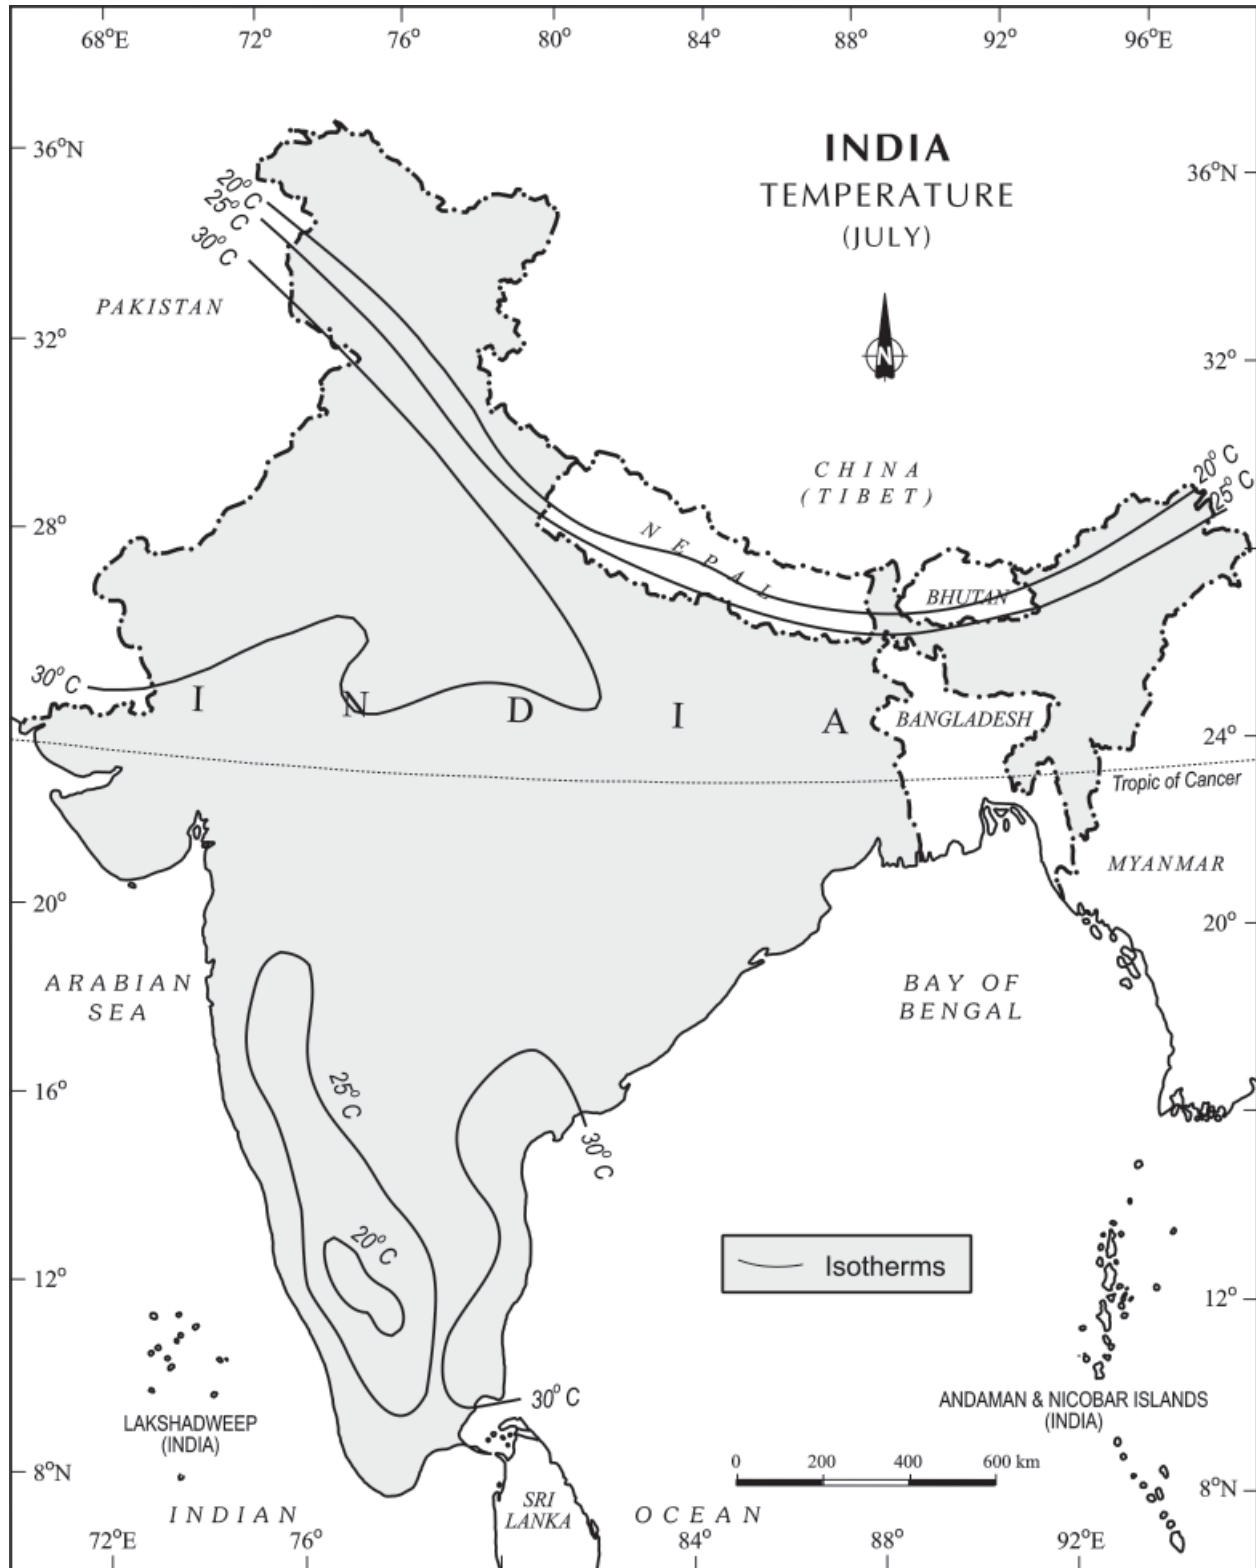 68°E 72° 76° 80° 84° 88° 92° 96°E
36°N
INDIA
TEMPERATURE
(JULY)
36°N
20° C
25° C
30° C
PAKISTAN
32°
N
32°
CHINA
(TIBET)
20° C
25° C
28°
NEPAL
BHUTAN
30° C
I N D I A
BANGLADESH
24°
Tropic of Cancer
MYANMAR
20°
20°
ARABIAN
SEA
BAY OF
BENGAL
16°
25° C
30° C
20° C
Isotherms
12°
12°
30° C
LAKSHADWEEP
(INDIA)
ANDAMAN & NICOBAR ISLANDS
(INDIA)
0 200 400 600 km
8°N
8°N
INDIAN
SRI
LANKA
OCEAN
72°E 76° 84° 88° 92°E